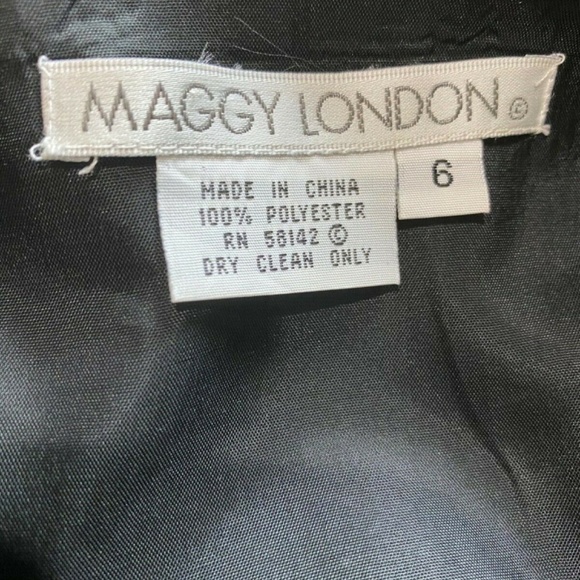 MAGGY LONDON ©
6
MADE IN CHINA
100% POLYESTER
RN 58142 ©
DRY CLEAN ONLY